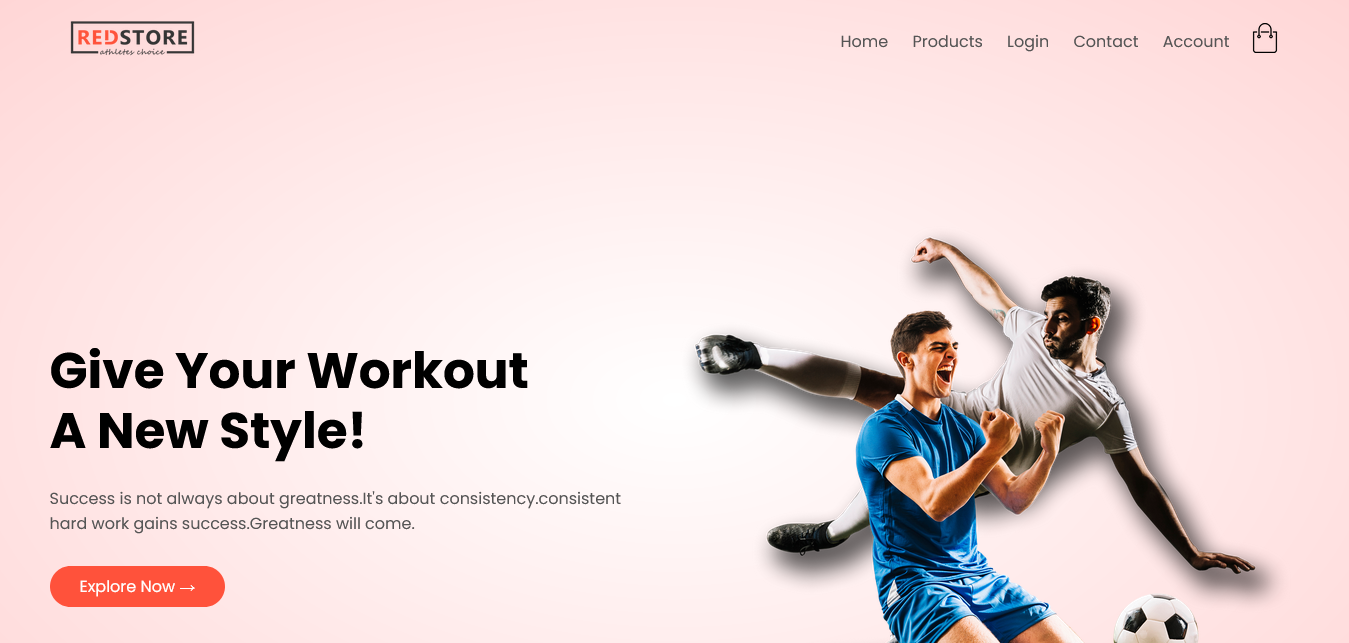 REDSTORE
athletes choice
Home Products Login Contact Account
Give Your Workout
A New Style!
Success is not always about greatness.It's about consistency.consistent
hard work gains success.Greatness will come.
Explore Now →